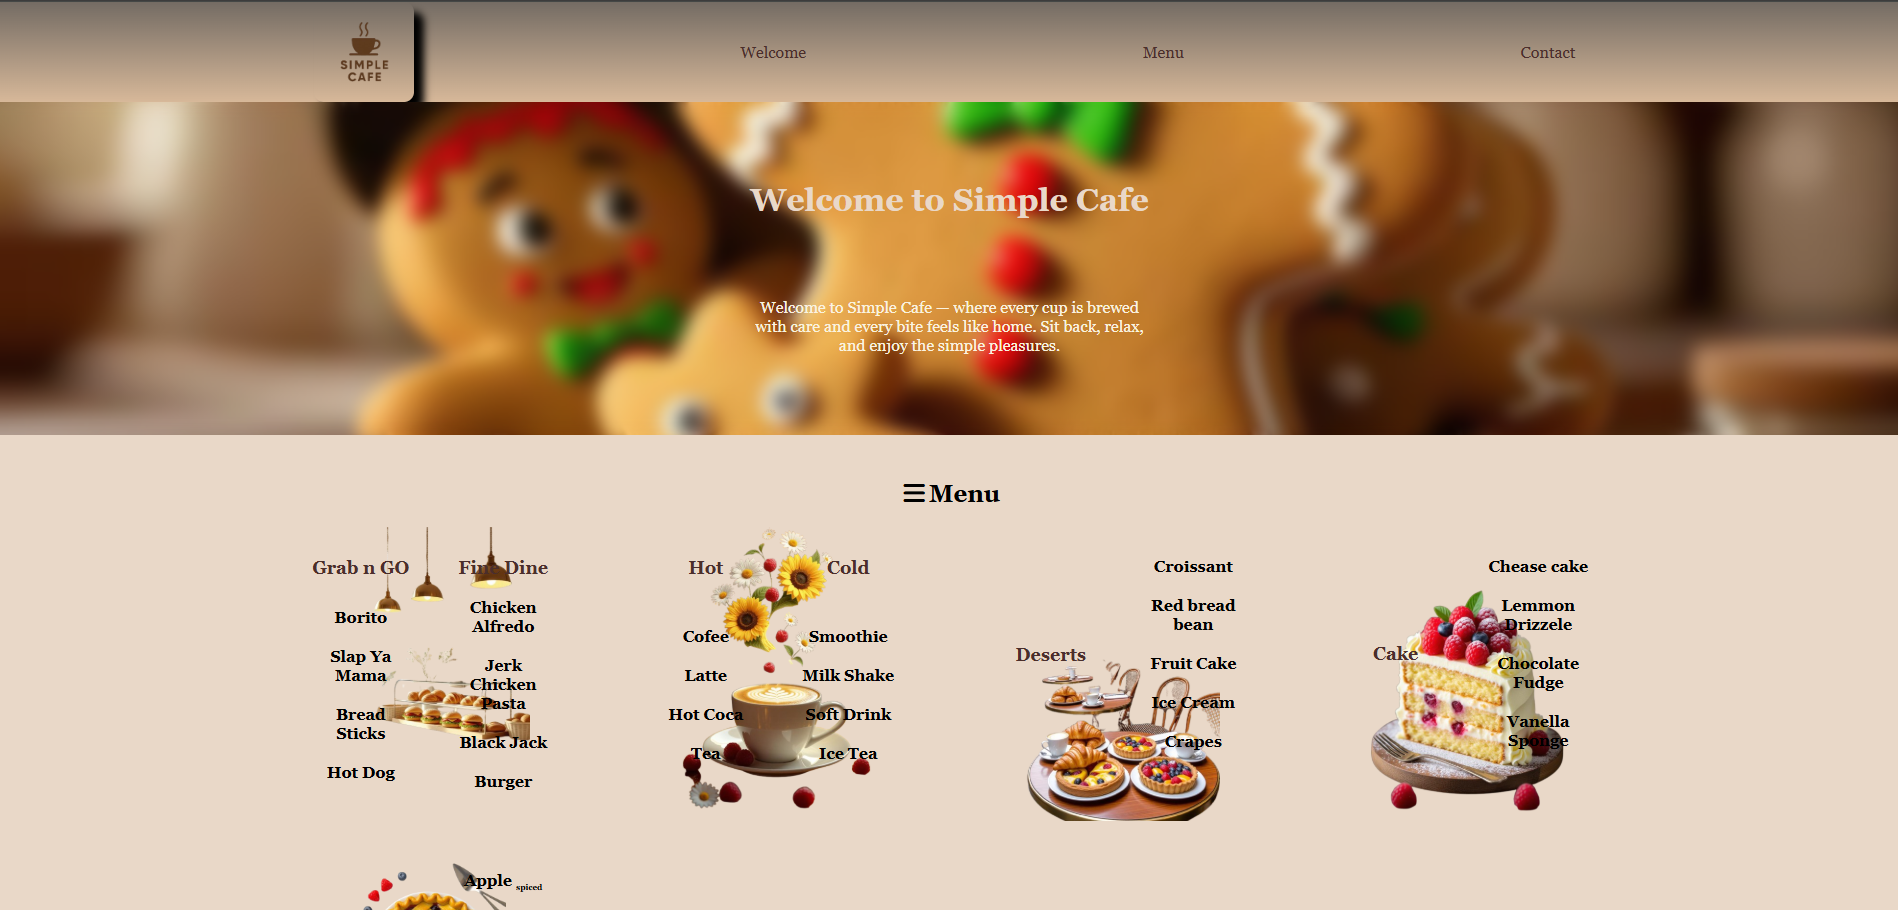 SIMPLE
CAFE
Welcome
Menu
Contact
Welcome to Simple Cafe
Welcome to Simple Cafe — where every cup is brewed
with care and every bite feels like home. Sit back, relax,
and enjoy the simple pleasures.
Menu
Grab n GO
Borito
Slap Ya
Mama
Bread
Sticks
Hot Dog
Fine Dine
Chicken
Alfredo
Jerk
Chicken
Pasta
Black Jack
Burger
Hot
Cofee
Latte
Hot Coca
Tea
Cold
Smoothie
Milk Shake
Soft Drink
Ice Tea
Deserts
Croissant
Red bread
bean
Fruit Cake
Ice Cream
Crapes
Cake
Chease cake
Lemmon
Drizzele
Chocolate
Fudge
Vanella
Sponge
Apple spiced